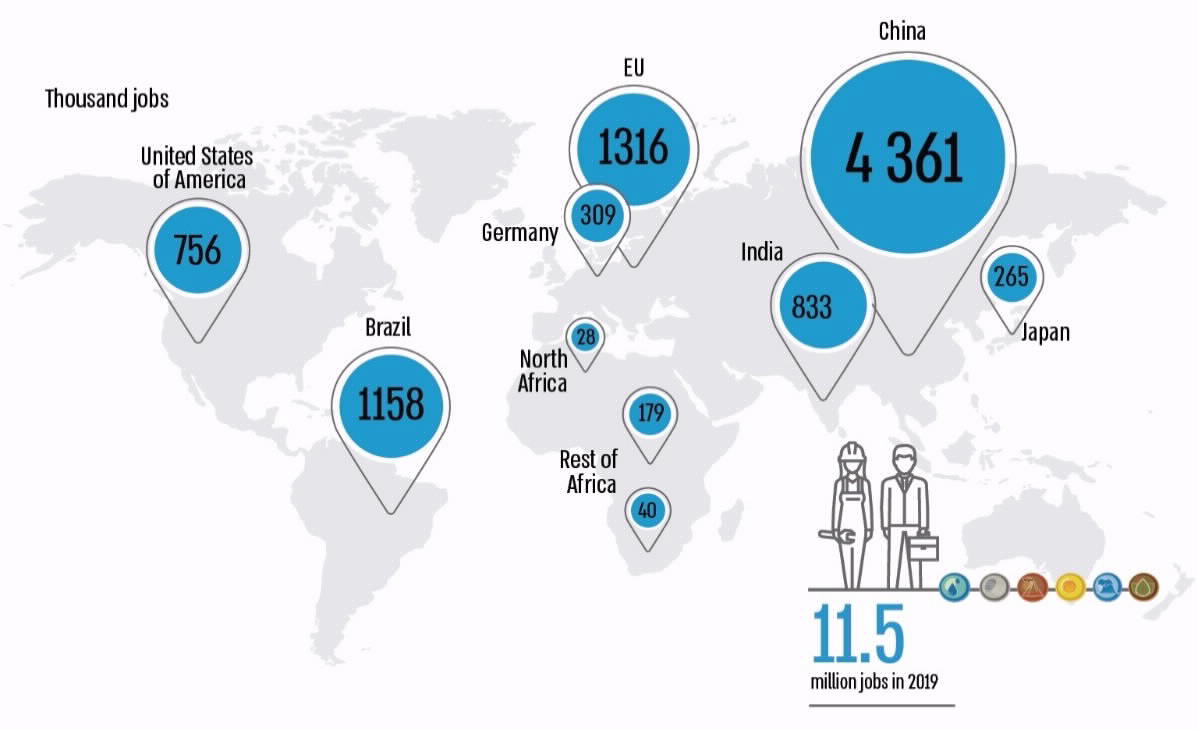 Thousand jobs
United States
of America
756
Brazil
1158
EU
1316
Germany
309
North
Africa
28
179
Rest of
Africa
40
China
4 361
India
833
265
Japan
11.5
million jobs in 2019